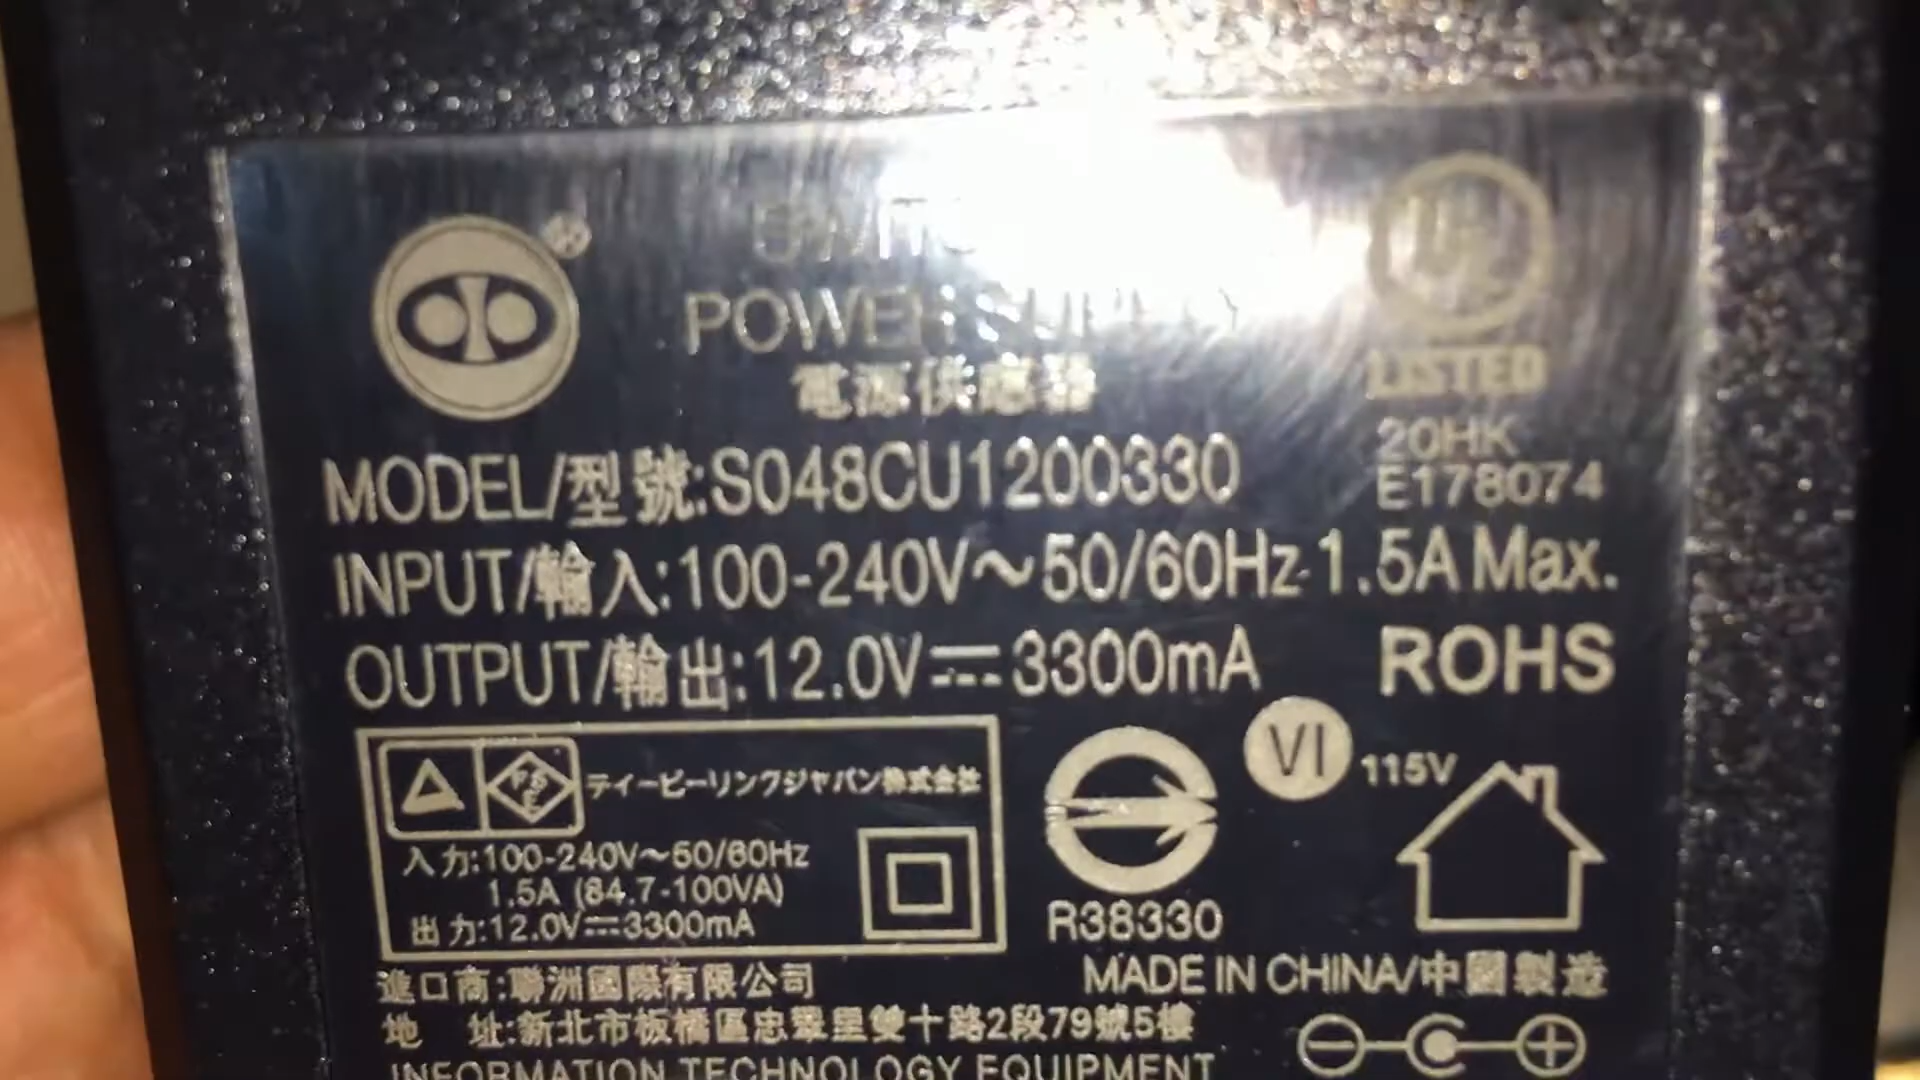 POWER SUPPLY
電源供應器
LISTED
20HK
E178074
MODEL/型號:S048CU1200330
INPUT/輸入:100-240V～50/60Hz 1.5A Max.
OUTPUT/輸出:12.0V⎓3300mA
ROHS
PSE
ティーピーリンクジャパン株式会社
入力:100-240V～50/60Hz
1.5A (84.7-100VA)
出力:12.0V⎓3300mA
R38330
VI
115V
MADE IN CHINA/中國製造
進口商:聯洲國際有限公司
地 址:新北市板橋區忠翠里雙十路2段79號5樓
INFORMATION TECHNOLOGY EQUIPMENT